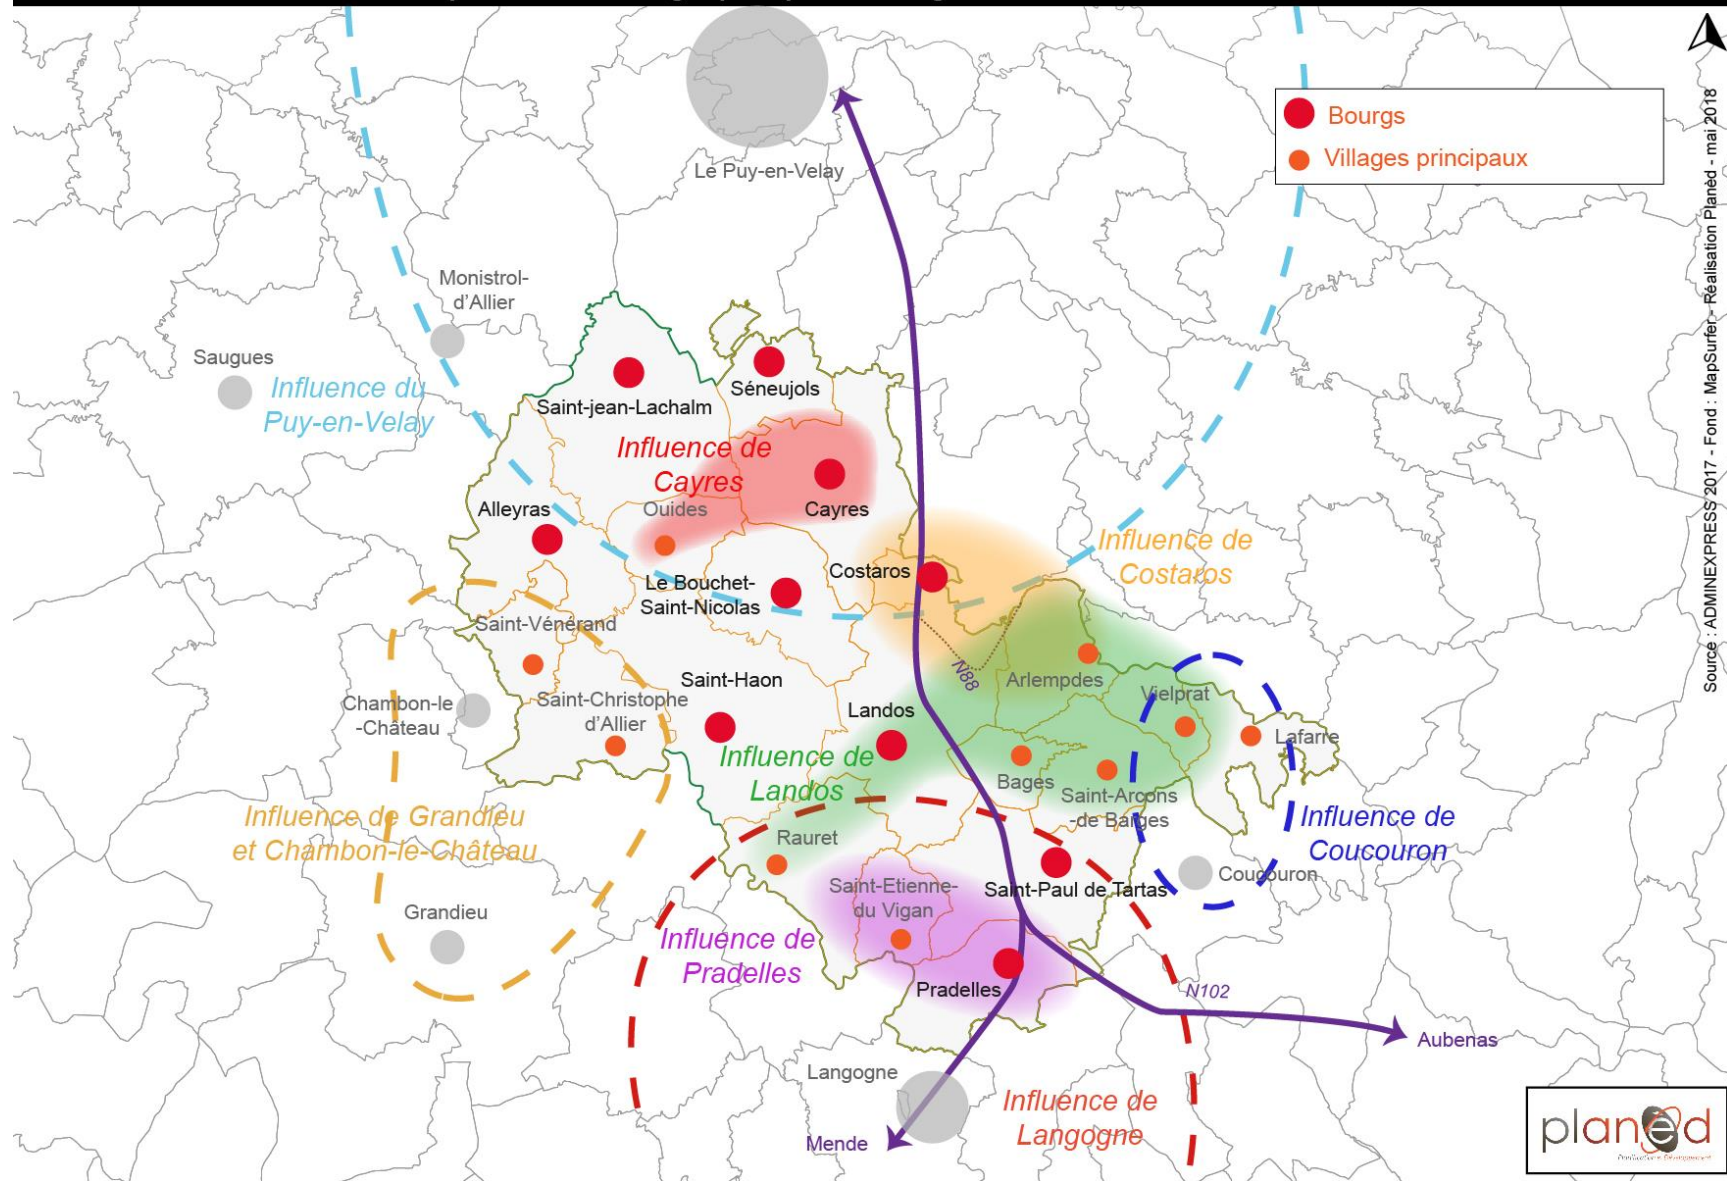 Bourgs
Villages principaux
Source : ADMINEXPRESS 2017 - Fond : MapSurfer - Réalisation Planèd - mai 2018
Le Puy-en-Velay
Monistrol-
d'Allier
Saugues
Influence du
Puy-en-Velay
Séneujols
Saint-jean-Lachalm
Influence de
Cayres
Alleyras
Ouides
Cayres
Influence de
Costaros
Costaros
Le Bouchet-
Saint-Nicolas
Saint-Vénérand
N88
Saint-Haon
Arlempdes
Vielprat
Saint-Christophe
d'Allier
Chambon-le
-Château
Landos
Lafarre
Influence de
Landos
Bages
Saint-Arcons
-de Barges
Influence de Grandieu
et Chambon-le-Château
Influence de
Coucouron
Rauret
Coucouron
Saint-Etienne-
du Vigan
Saint-Paul de Tartas
Grandieu
Influence de
Pradelles
Pradelles
N102
Aubenas
Langogne
Influence de
Langogne
Mende
planèd